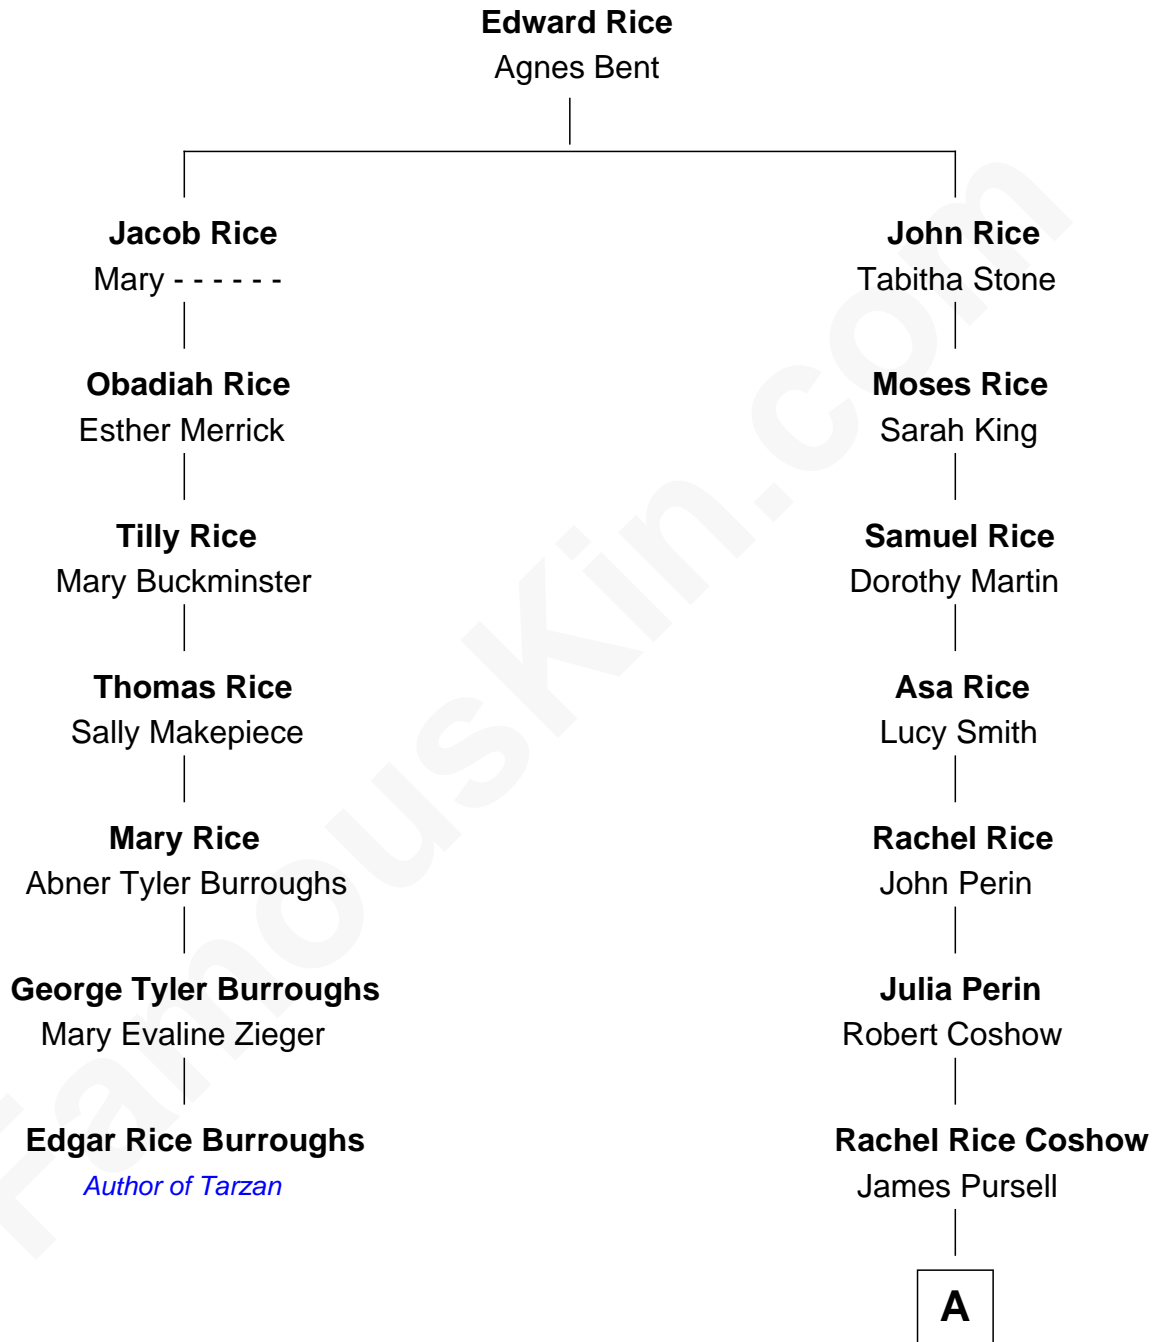 Edward Rice
Agnes Bent
Jacob Rice
Mary - - - - - -
Obadiah Rice
Esther Merrick
Tilly Rice
Mary Buckminster
Thomas Rice
Sally Makepiece
Mary Rice
Abner Tyler Burroughs
George Tyler Burroughs
Mary Evaline Zieger
Edgar Rice Burroughs
Author of Tarzan
John Rice
Tabitha Stone
Moses Rice
Sarah King
Samuel Rice
Dorothy Martin
Asa Rice
Lucy Smith
Rachel Rice
John Perin
Julia Perin
Robert Coshow
Rachel Rice Coshow
James Pursell
A
FamousKin.com